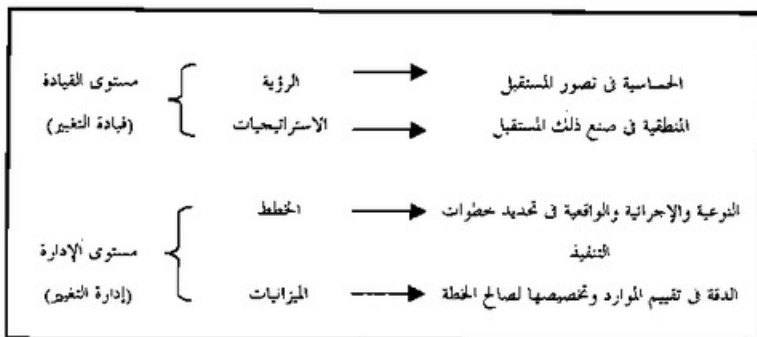 مستوى القيادة
(قيادة التغيير)
الرؤية
الحساسية فى تصور المستقبل
الاستراتيجيات
المنطقية فى صنع ذلك المستقبل
مستوى الإدارة
(إدارة التغيير)
الخطط
النوعية والإجرائية والواقعية فى تحديد خطوات
التنفيذ
الميزانيات
الدقة فى تقييم الموارد وتخصيصها لصالح الخطة